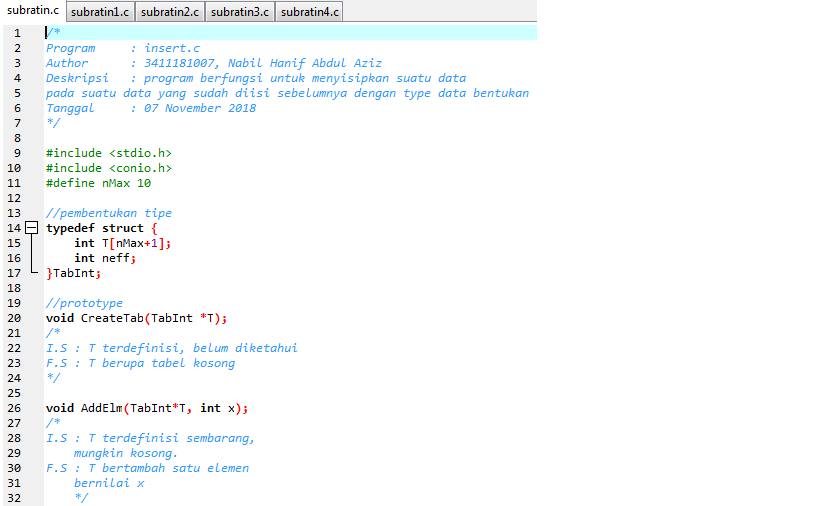 subratin.c subratin1.c subratin2.c subratin3.c subratin4.c
1 /*
2 Program : insert.c
3 Author : 3411181007, Nabil Hanif Abdul Aziz
4 Deskripsi : program berfungsi untuk menyisipkan suatu data
5 pada suatu data yang sudah diisi sebelumnya dengan type data bentukan
6 Tanggal : 07 November 2018
7 */
8
9 #include <stdio.h>
10 #include <conio.h>
11 #define nMax 10
12
13 //pembentukan tipe
14 typedef struct {
15 int T[nMax+1];
16 int neff;
17 }TabInt;
18
19 //prototype
20 void CreateTab(TabInt *T);
21 /*
22 I.S : T terdefinisi, belum diketahui
23 F.S : T berupa tabel kosong
24 */
25
26 void AddElm(TabInt*T, int x);
27 /*
28 I.S : T terdefinisi sembarang,
29 mungkin kosong.
30 F.S : T bertambah satu elemen
31 bernilai x
32 */